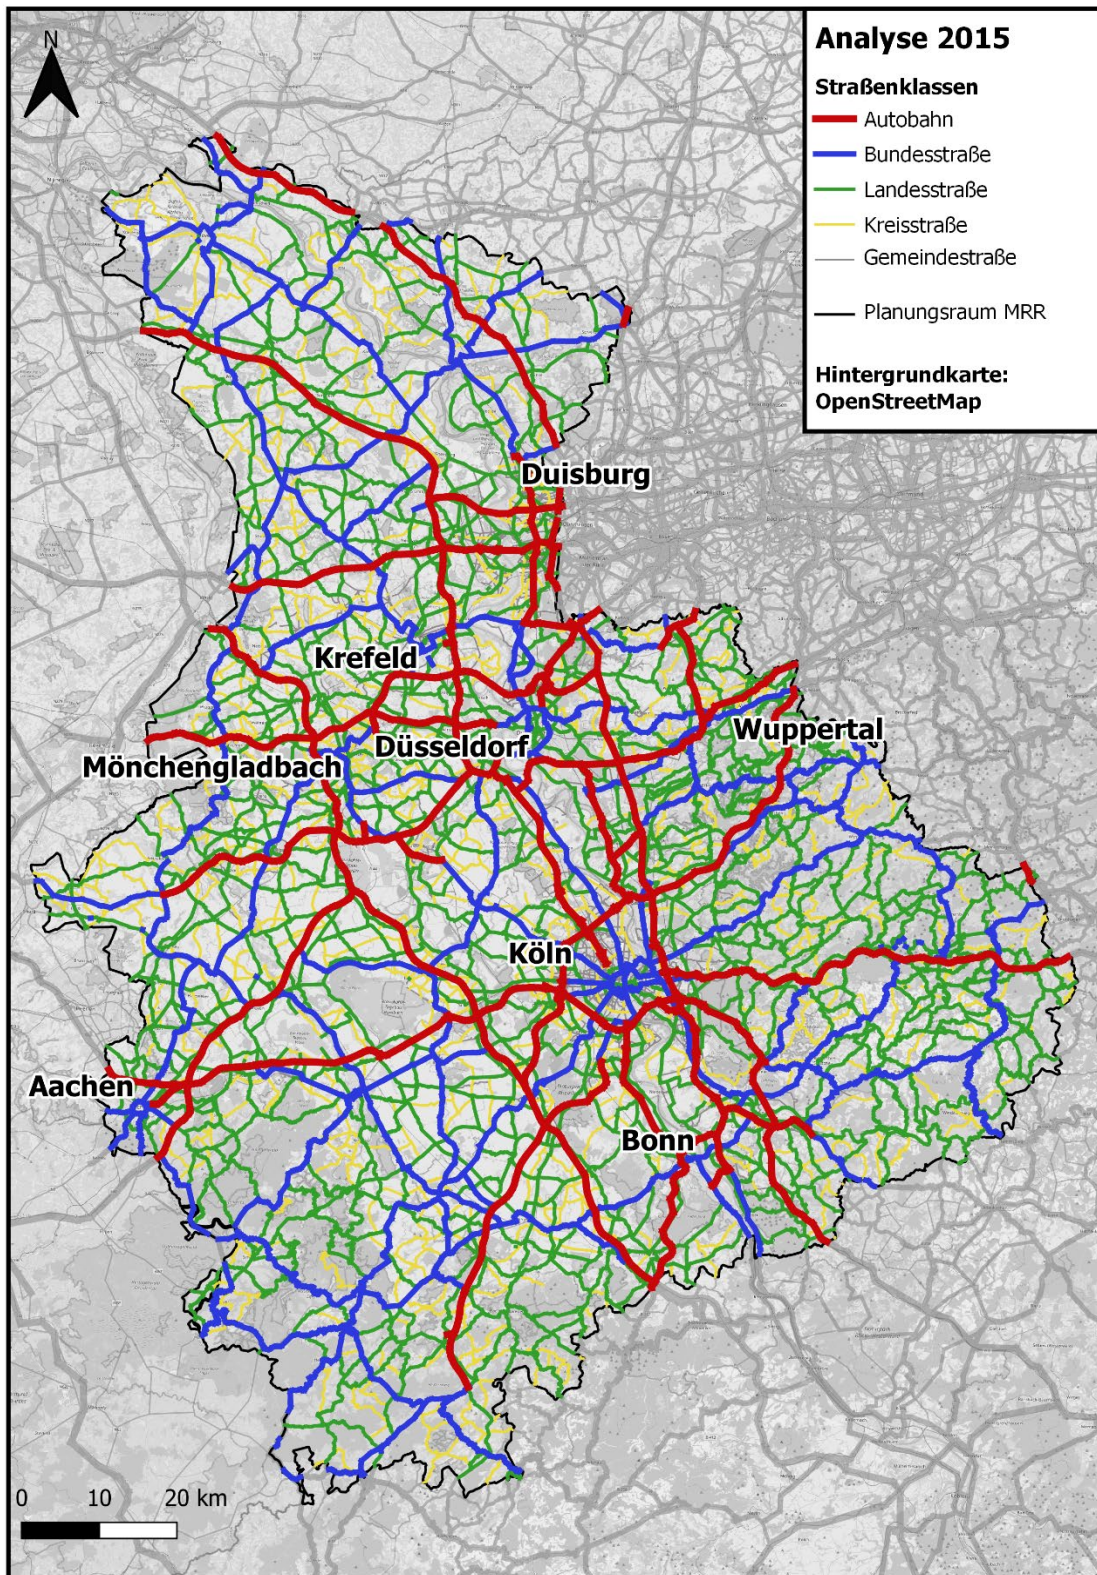 N
Analyse 2015
Straßenklassen
Autobahn
Bundesstraße
Landesstraße
Kreisstraße
Gemeindestraße
Planungsraum MRR
Hintergrundkarte:
OpenStreetMap
Duisburg
Krefeld
Wuppertal
Düsseldorf
Mönchengladbach
Köln
Aachen
Bonn
0 10 20 km